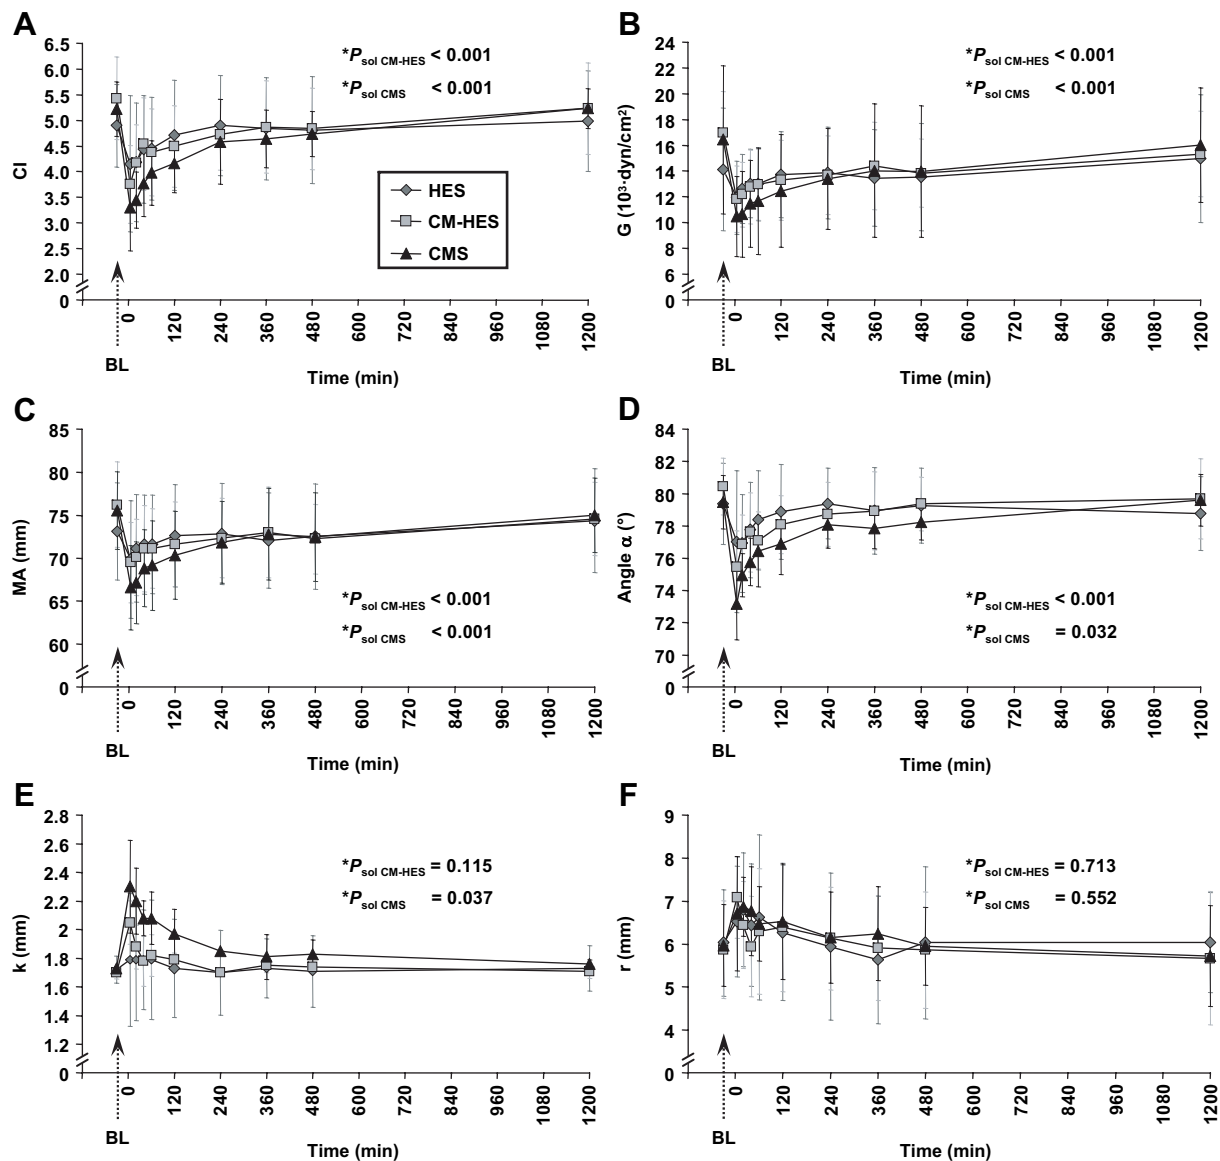 A
CI
6.5
6.0
5.5
5.0
4.5
4.0
3.5
3.0
2.5
2.0
0
*Psol CM-HES < 0.001
*Psol CMS < 0.001
HES
CM-HES
CMS
0 120 240 360 480 600 720 840 960 1080 1200
BL
Time (min)
B
G (10³·dyn/cm²)
24
22
20
18
16
14
12
10
8
6
0
*Psol CM-HES < 0.001
*Psol CMS < 0.001
0 120 240 360 480 600 720 840 960 1080 1200
BL
Time (min)
C
MA (mm)
85
80
75
70
65
60
0
*Psol CM-HES < 0.001
*Psol CMS < 0.001
0 120 240 360 480 600 720 840 960 1080 1200
BL
Time (min)
D
Angle α (°)
84
82
80
78
76
74
72
70
0
*Psol CM-HES < 0.001
*Psol CMS = 0.032
0 120 240 360 480 600 720 840 960 1080 1200
BL
Time (min)
E
k (mm)
2.8
2.6
2.4
2.2
2
1.8
1.6
1.4
1.2
0
*Psol CM-HES = 0.115
*Psol CMS = 0.037
0 120 240 360 480 600 720 840 960 1080 1200
BL
Time (min)
F
r (mm)
9
8
7
6
5
4
0
*Psol CM-HES = 0.713
*Psol CMS = 0.552
0 120 240 360 480 600 720 840 960 1080 1200
BL
Time (min)